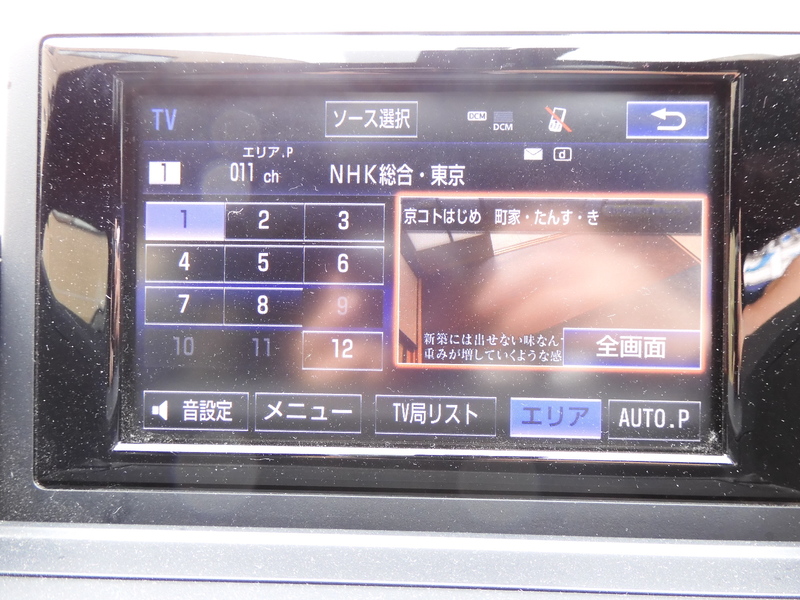 TV
ソース選択
DCM
DCM
エリア.P
d
1
011 ch
NHK総合・東京
1 2 3
京コトはじめ 町家・たんす・き
4 5 6
7 8 9
10 11 12
新築には出せない味なん
重みが増していくような感
全画面
音設定
メニュー
TV局リスト
エリア
AUTO.P